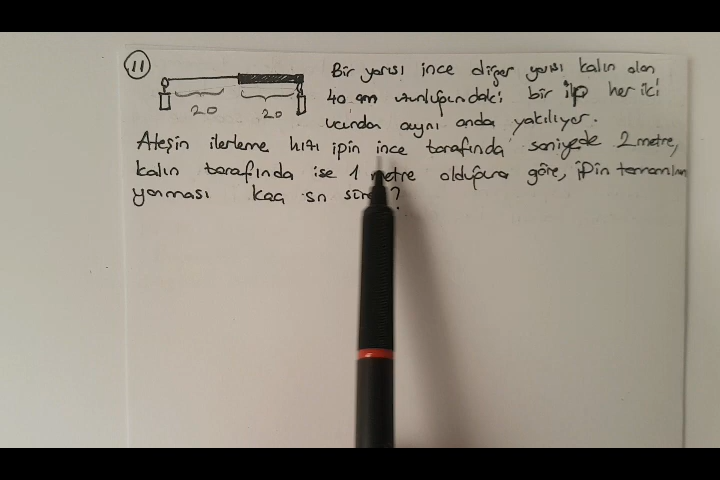 11
20
20
Bir yarısı ince diğer yarısı kalın olan
40 cm uzunluğundaki bir ip her iki
ucundan aynı anda yakılıyor.
Ateşin ilerleme hızı ipin ince tarafında saniyede 2 metre,
kalın tarafında ise 1 metre olduğuna göre, ipin tamamının
yanması kaç sn sürer?